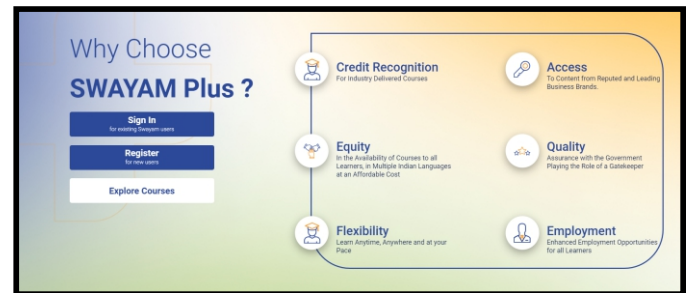 Why Choose
SWAYAM Plus ?
Sign In
for existing Swayam users
Register
for new users
Explore Courses
Credit Recognition
For Industry Delivered Courses
Access
To Content from Reputed and Leading
Business Brands.
Equity
In the Availability of Courses to all
Learners, in Multiple Indian Languages
at an Affordable Cost
Quality
Assurance with the Government
Playing the Role of a Gatekeeper
Flexibility
Learn Anytime, Anywhere and at your
Pace
Employment
Enhanced Employment Opportunities
for all Learners